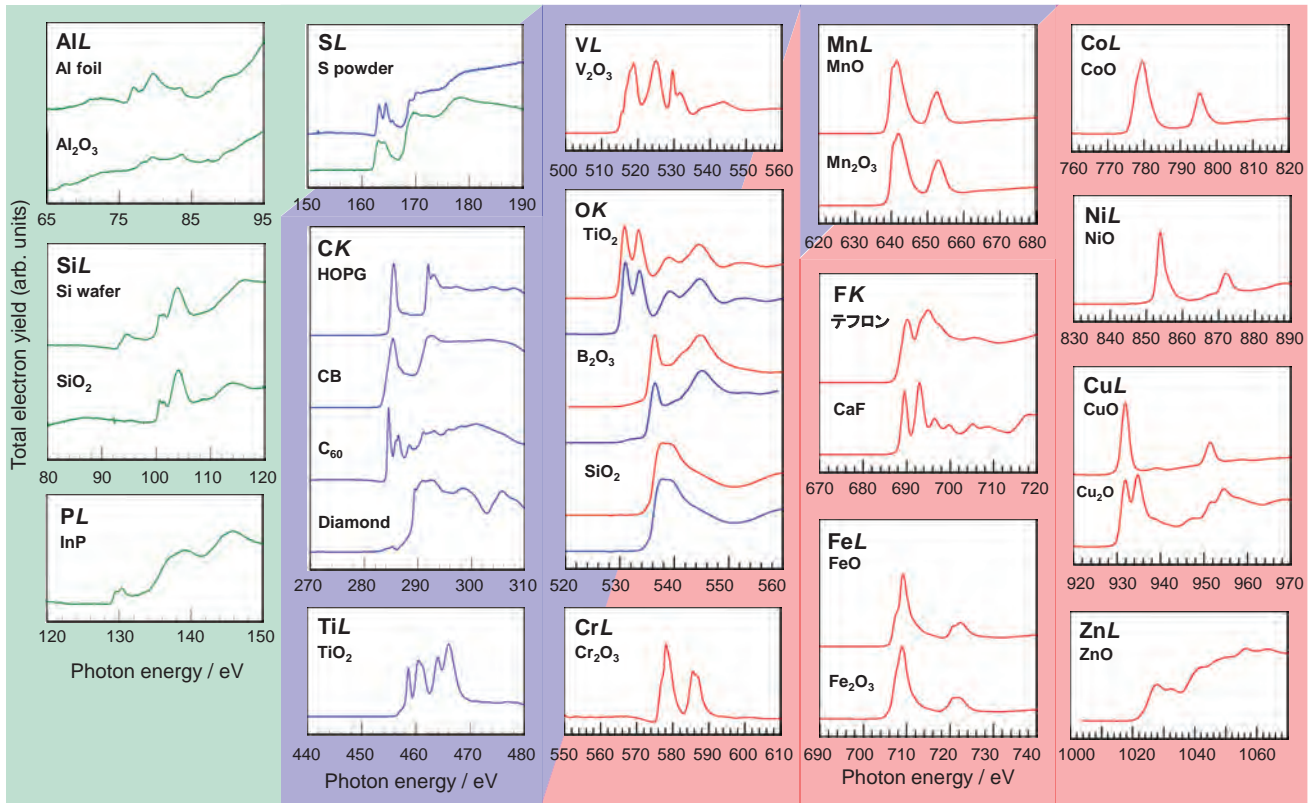 Total electron yield (arb. units)
AlL
Al foil
Al₂O₃
65 75 85 95
SiL
Si wafer
SiO₂
80 90 100 110 120
PL
InP
120 130 140 150
Photon energy / eV
SL
S powder
150 160 170 180 190
CK
HOPG
CB
C₆₀
Diamond
270 280 290 300 310
TiL
TiO₂
440 450 460 470 480
Photon energy / eV
VL
V₂O₃
500 510 520 530 540 550 560
OK
TiO₂
B₂O₃
SiO₂
520 530 540 550 560
CrL
Cr₂O₃
550 560 570 580 590 600 610
MnL
MnO
Mn₂O₃
620 630 640 650 660 670 680
FK
テフロン
CaF
670 680 690 700 710 720
FeL
FeO
Fe₂O₃
690 700 710 720 730 740
Photon energy / eV
CoL
CoO
760 770 780 790 800 810 820
NiL
NiO
830 840 850 860 870 880 890
CuL
CuO
Cu₂O
920 930 940 950 960 970
ZnL
ZnO
1000 1020 1040 1060